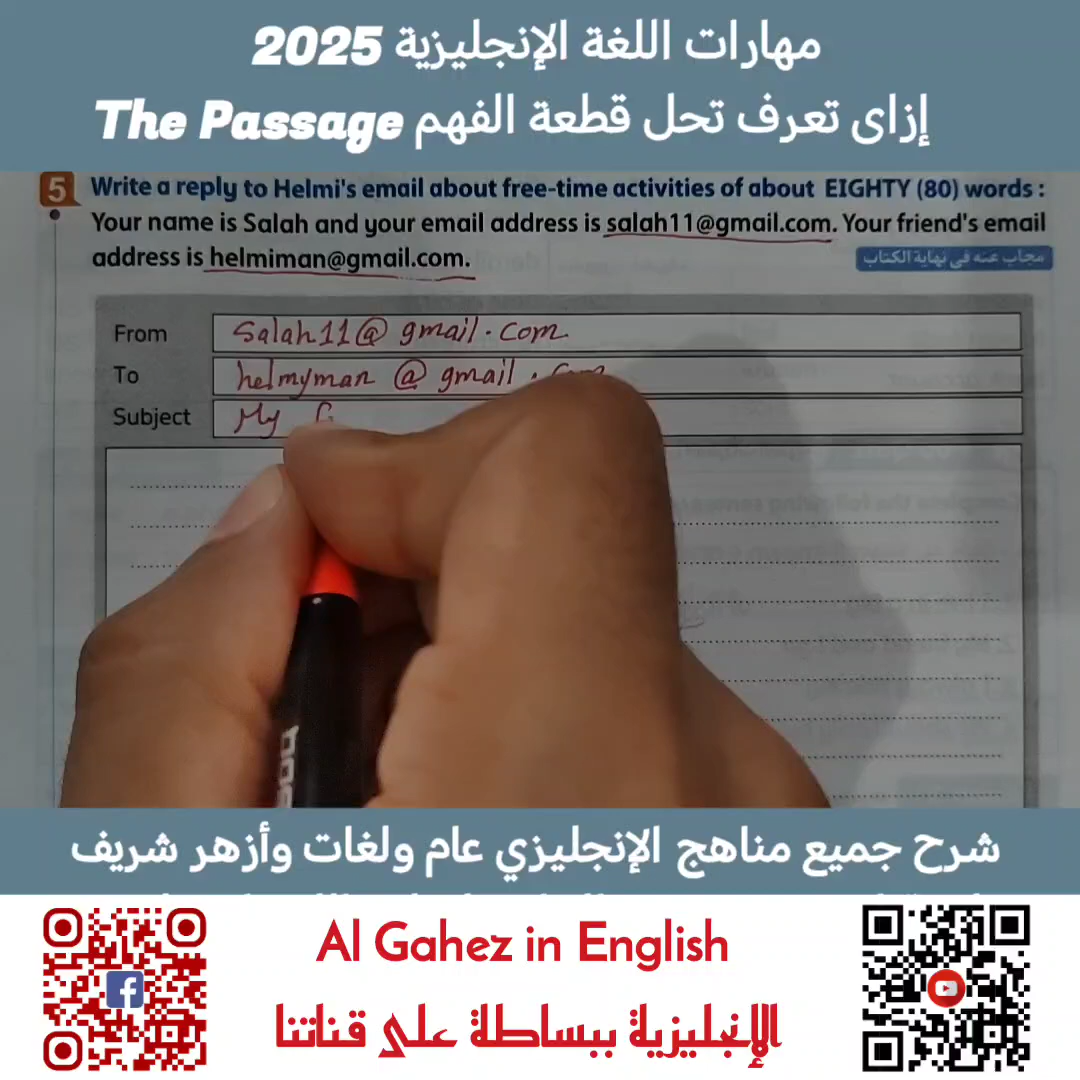 مهارات اللغة الإنجليزية 2025
إزاى تعرف تحل قطعة الفهم The Passage
5 Write a reply to Helmi's email about free-time activities of about EIGHTY (80) words :
Your name is Salah and your email address is salah11@gmail.com. Your friend's email
address is helmiman@gmail.com.
مجاب عنه فى نهاية الكتاب
From Salah11@gmail.com
To helmyman@gmail.com
Subject My
شرح جميع مناهج الإنجليزي عام ولغات وأزهر شريف
Al Gahez in English
الإنجليزية ببساطة على قناتنا